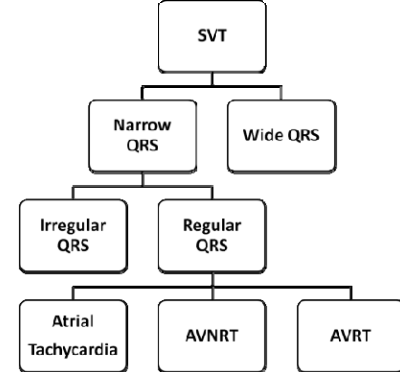 SVT
Narrow
QRS
Wide QRS
Irregular
QRS
Regular
QRS
Atrial
Tachycardia
AVNRT
AVRT